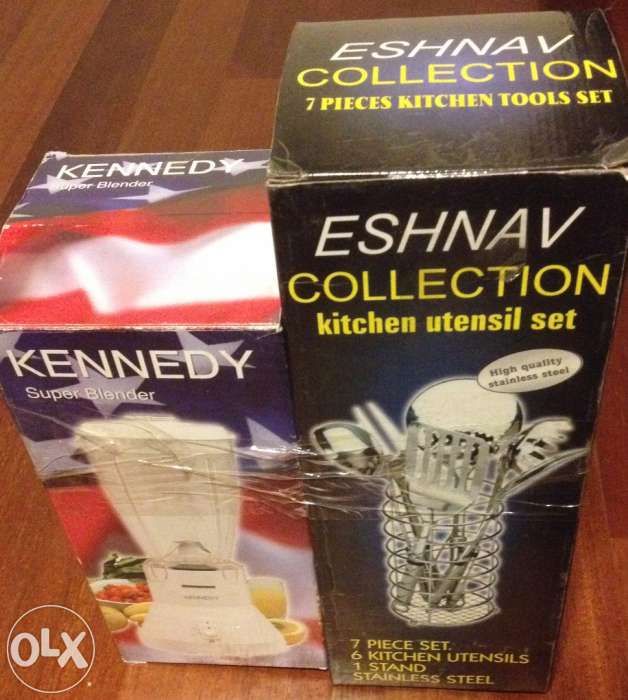 KENNEDY
Super Blender
KENNEDY
Super Blender
KENNEDY
ESHNAV
COLLECTION
7 PIECES KITCHEN TOOLS SET
ESHNAV
COLLECTION
kitchen utensil set
High quality
stainless steel
7 PIECE SET
6 KITCHEN UTENSILS
1 STAND
STAINLESS STEEL
OLX